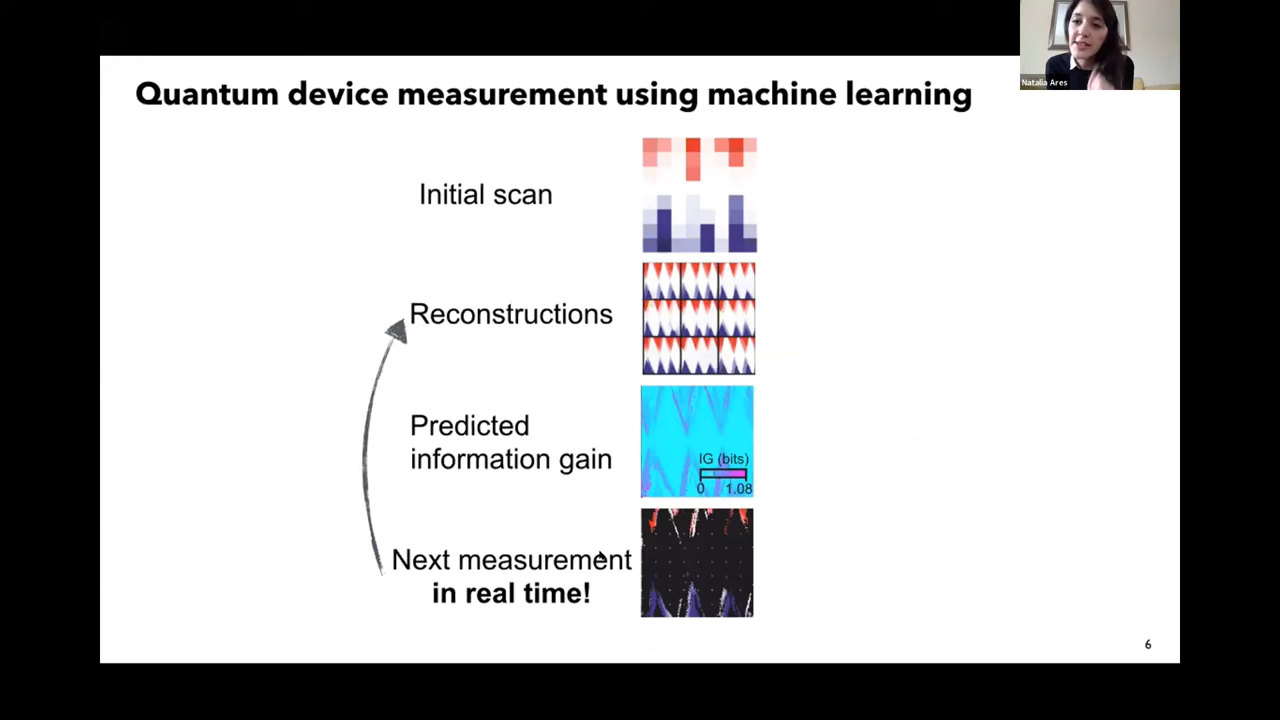 Natalia Ares
Quantum device measurement using machine learning
Initial scan
Reconstructions
Predicted
information gain
IG (bits)
0 1.08
Next measurement
in real time!
6